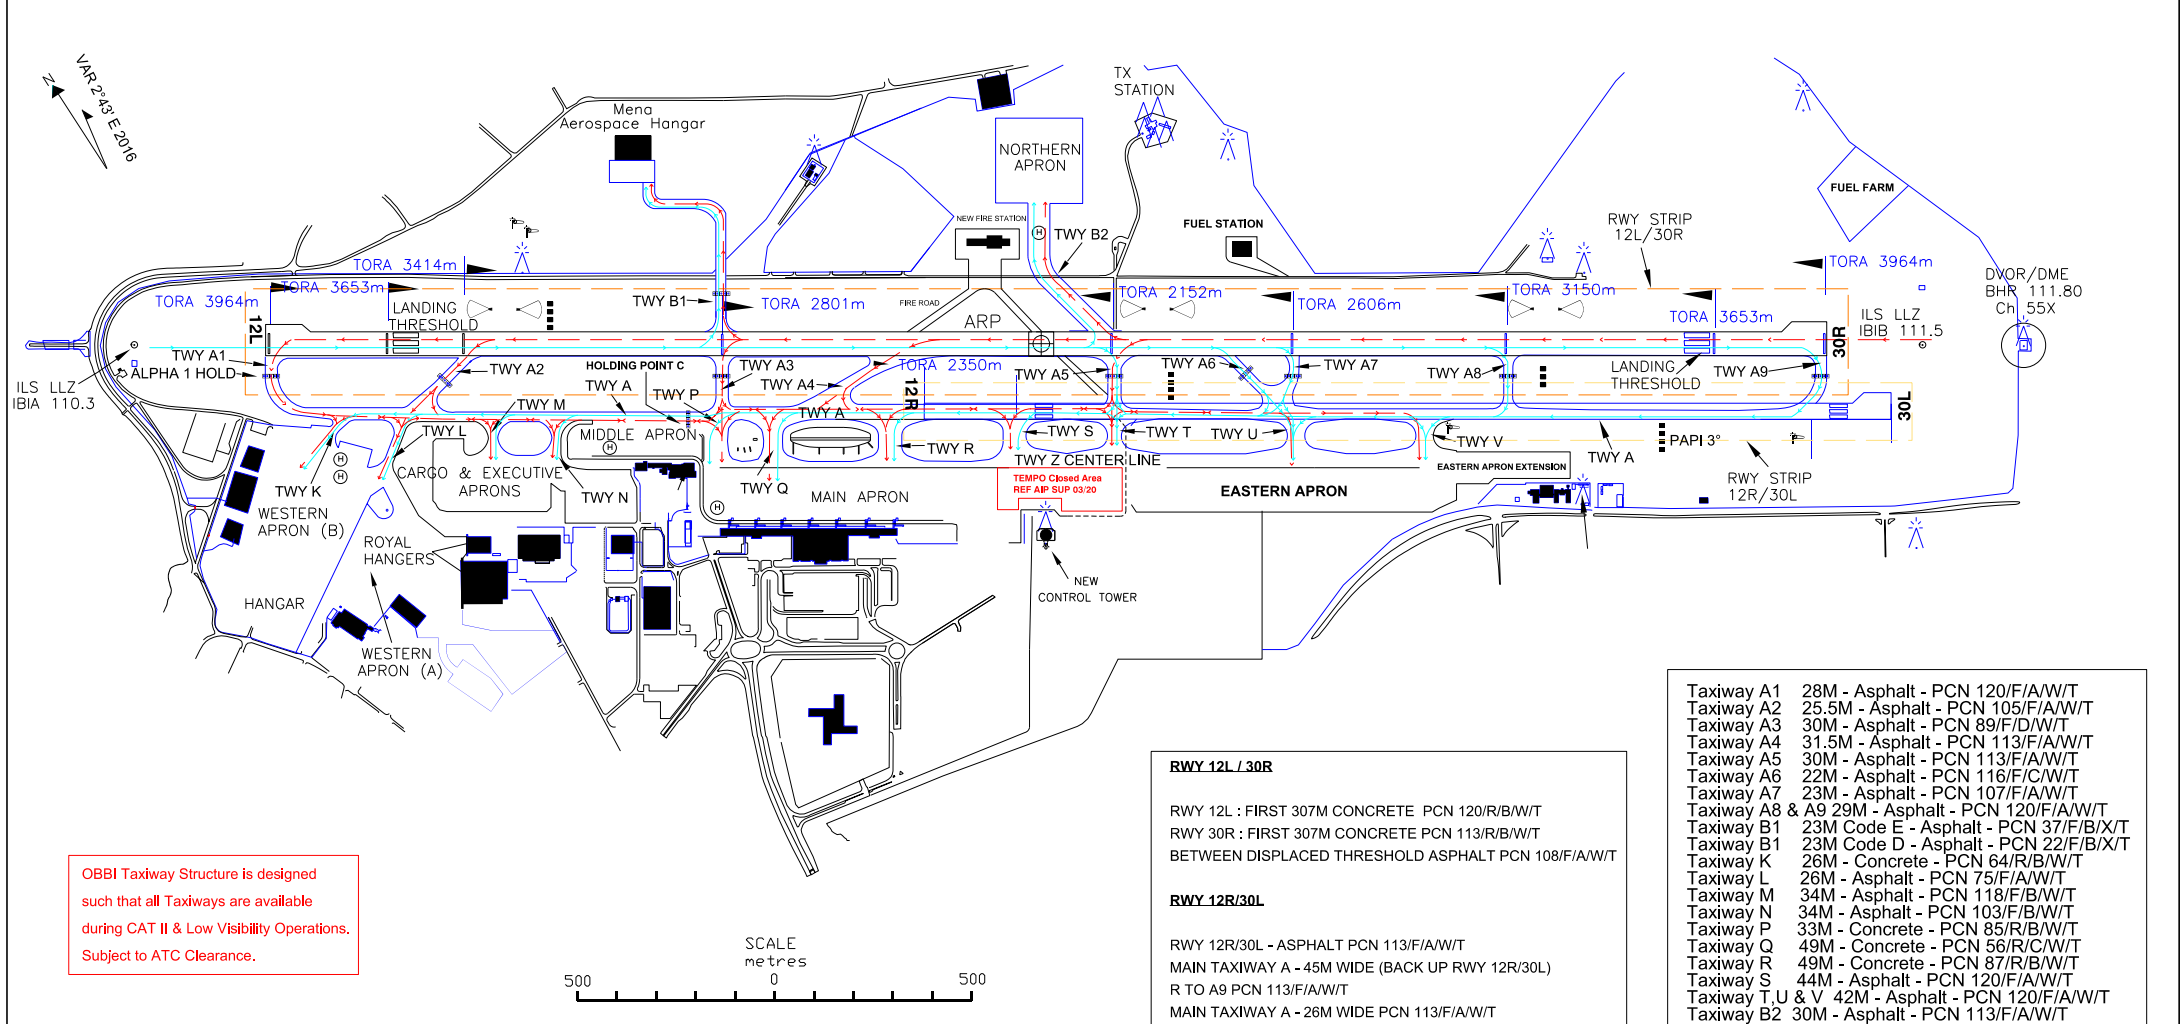 VAR 2°43' E 2016
N
Mena
Aerospace Hangar
TX
STATION
NORTHERN
APRON
NEW FIRE STATION
H
TWY B2
FUEL STATION
RWY STRIP
12L/30R
FUEL FARM
TORA 3414m
TORA 3964m
TORA 3653m
LANDING
THRESHOLD
TWY B1
TORA 2801m
FIRE ROAD
ARP
TORA 2152m
TORA 2606m
TORA 3150m
TORA 3653m
TORA 3964m
DVOR/DME
BHR 111.80
Ch 55X
ILS LLZ
IBIB 111.5
12L
30R
TWY A1
ALPHA 1 HOLD
ILS LLZ
IBIA 110.3
TWY A2
HOLDING POINT C
TWY A
TWY P
TWY A3
TWY A4
TORA 2350m
12R
TWY A5
TWY A6
TWY A7
TWY A8
LANDING
THRESHOLD
TWY A9
30L
TWY M
TWY A
TWY L
MIDDLE APRON
H
TWY R
TWY S
TWY T
TWY U
TWY V
TWY A
PAPI 3°
TWY Z CENTER LINE
H
H
CARGO & EXECUTIVE
APRONS
TWY K
TWY N
TWY Q
MAIN APRON
H
TEMPO Closed Area
REF AIP SUP 03/20
EASTERN APRON
EASTERN APRON EXTENSION
RWY STRIP
12R/30L
WESTERN
APRON (B)
ROYAL
HANGERS
HANGAR
WESTERN
APRON (A)
NEW
CONTROL TOWER
OBBI Taxiway Structure is designed
such that all Taxiways are available
during CAT II & Low Visibility Operations.
Subject to ATC Clearance.
SCALE
metres
500
0
500
RWY 12L / 30R
RWY 12L : FIRST 307M CONCRETE PCN 120/R/B/W/T
RWY 30R : FIRST 307M CONCRETE PCN 113/R/B/W/T
BETWEEN DISPLACED THRESHOLD ASPHALT PCN 108/F/A/W/T
RWY 12R/30L
RWY 12R/30L - ASPHALT PCN 113/F/A/W/T
MAIN TAXIWAY A - 45M WIDE (BACK UP RWY 12R/30L)
R TO A9 PCN 113/F/A/W/T
MAIN TAXIWAY A - 26M WIDE PCN 113/F/A/W/T
Taxiway A1 28M - Asphalt - PCN 120/F/A/W/T
Taxiway A2 25.5M - Asphalt - PCN 105/F/A/W/T
Taxiway A3 30M - Asphalt - PCN 89/F/D/W/T
Taxiway A4 31.5M - Asphalt - PCN 113/F/A/W/T
Taxiway A5 30M - Asphalt - PCN 113/F/A/W/T
Taxiway A6 22M - Asphalt - PCN 116/F/C/W/T
Taxiway A7 23M - Asphalt - PCN 107/F/A/W/T
Taxiway A8 & A9 29M - Asphalt - PCN 120/F/A/W/T
Taxiway B1 23M Code E - Asphalt - PCN 37/F/B/X/T
Taxiway B1 23M Code D - Asphalt - PCN 22/F/B/X/T
Taxiway K 26M - Concrete - PCN 64/R/B/W/T
Taxiway L 26M - Asphalt - PCN 75/F/A/W/T
Taxiway M 34M - Asphalt - PCN 118/F/B/W/T
Taxiway N 34M - Asphalt - PCN 103/F/B/W/T
Taxiway P 33M - Concrete - PCN 85/R/B/W/T
Taxiway Q 49M - Concrete - PCN 56/R/C/W/T
Taxiway R 49M - Concrete - PCN 87/R/B/W/T
Taxiway S 44M - Asphalt - PCN 120/F/A/W/T
Taxiway T,U & V 42M - Asphalt - PCN 120/F/A/W/T
Taxiway B2 30M - Asphalt - PCN 113/F/A/W/T